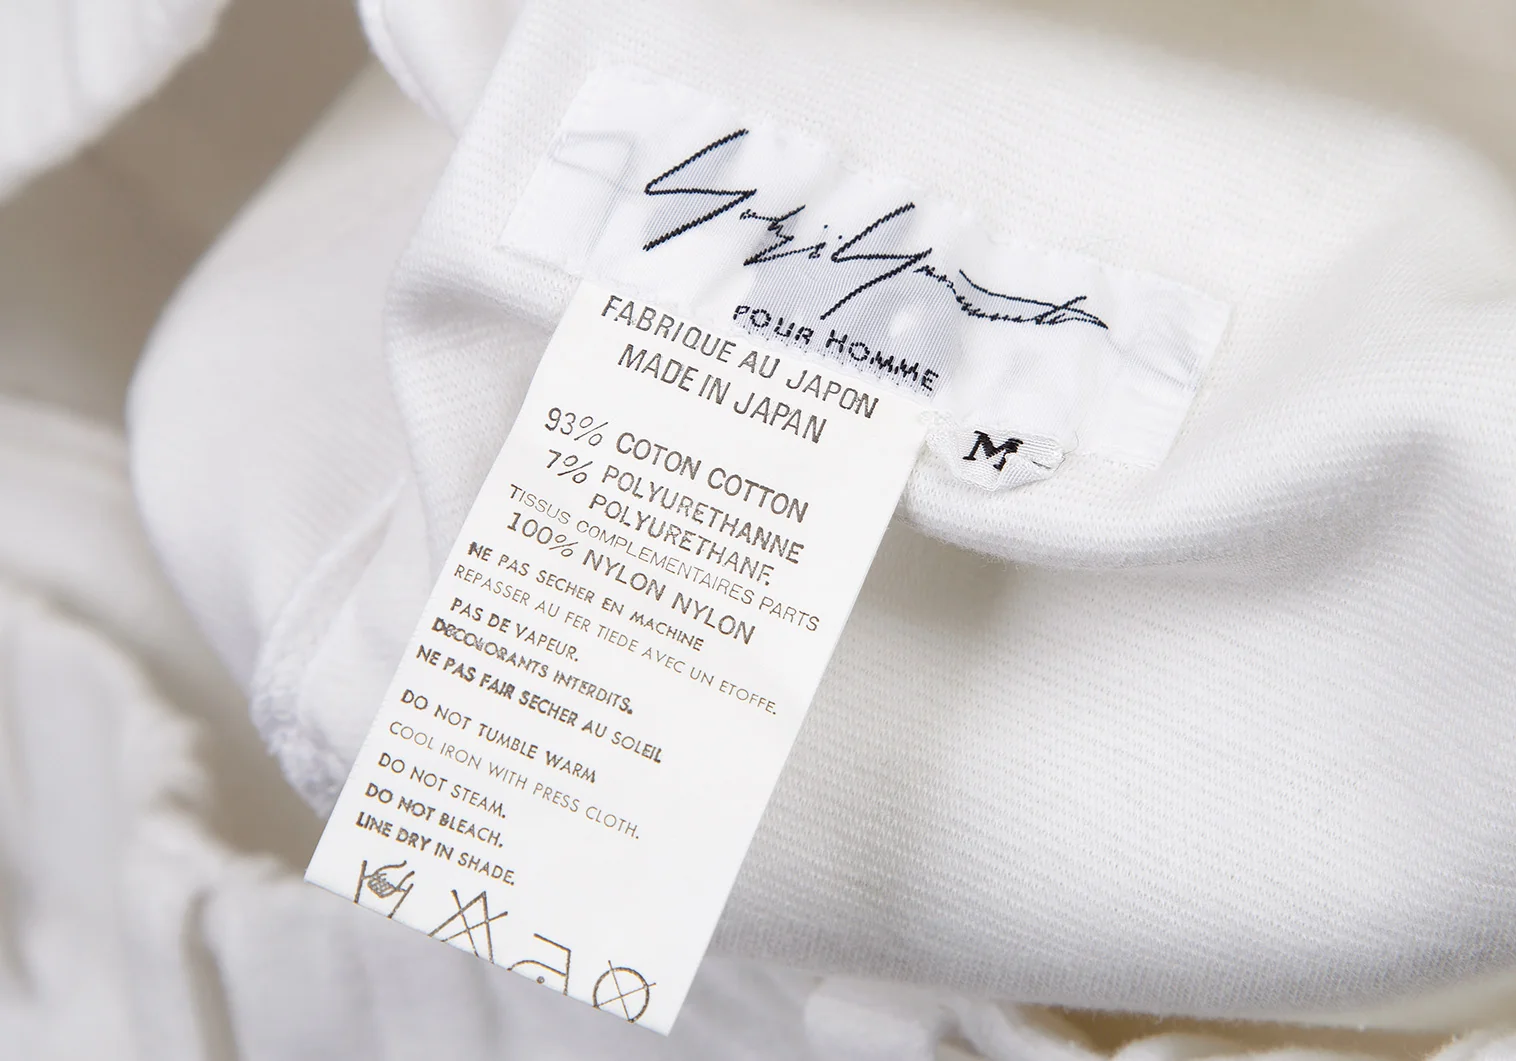 Yohji Yamamoto
POUR HOMME
M
FABRIQUE AU JAPON
MADE IN JAPAN
93% COTON COTTON
7% POLYURETHANNE
POLYURETHANE
TISSUS COMPLEMENTAIRES PARTS
100% NYLON NYLON
NE PAS SECHER EN MACHINE
REPASSER AU FER TIEDE AVEC UN ETOFFE.
PAS DE VAPEUR.
DECOLORANTS INTERDITS.
NE PAS FAIR SECHER AU SOLEIL
DO NOT TUMBLE WARM
COOL IRON WITH PRESS CLOTH.
DO NOT STEAM.
DO NOT BLEACH.
LINE DRY IN SHADE.